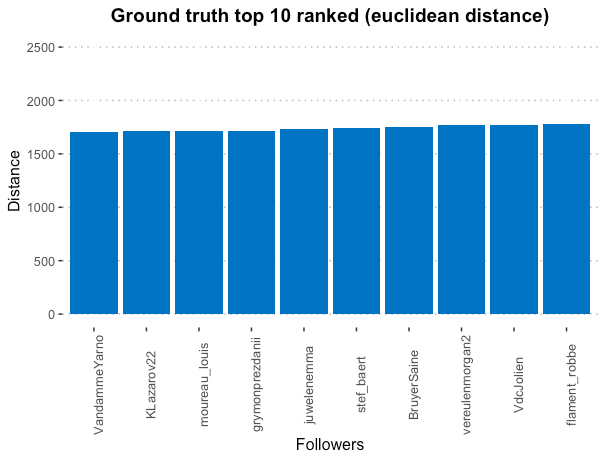 Ground truth top 10 ranked (euclidean distance)
2500
2000
1500
1000
500
0
Distance
VandammeYarno
KLazarov22
moureau_louis
grymonprezdanii
juwelenemma
stef_baert
BruyerSaine
vereulenmorgan2
VdcJolien
flament_robbe
Followers